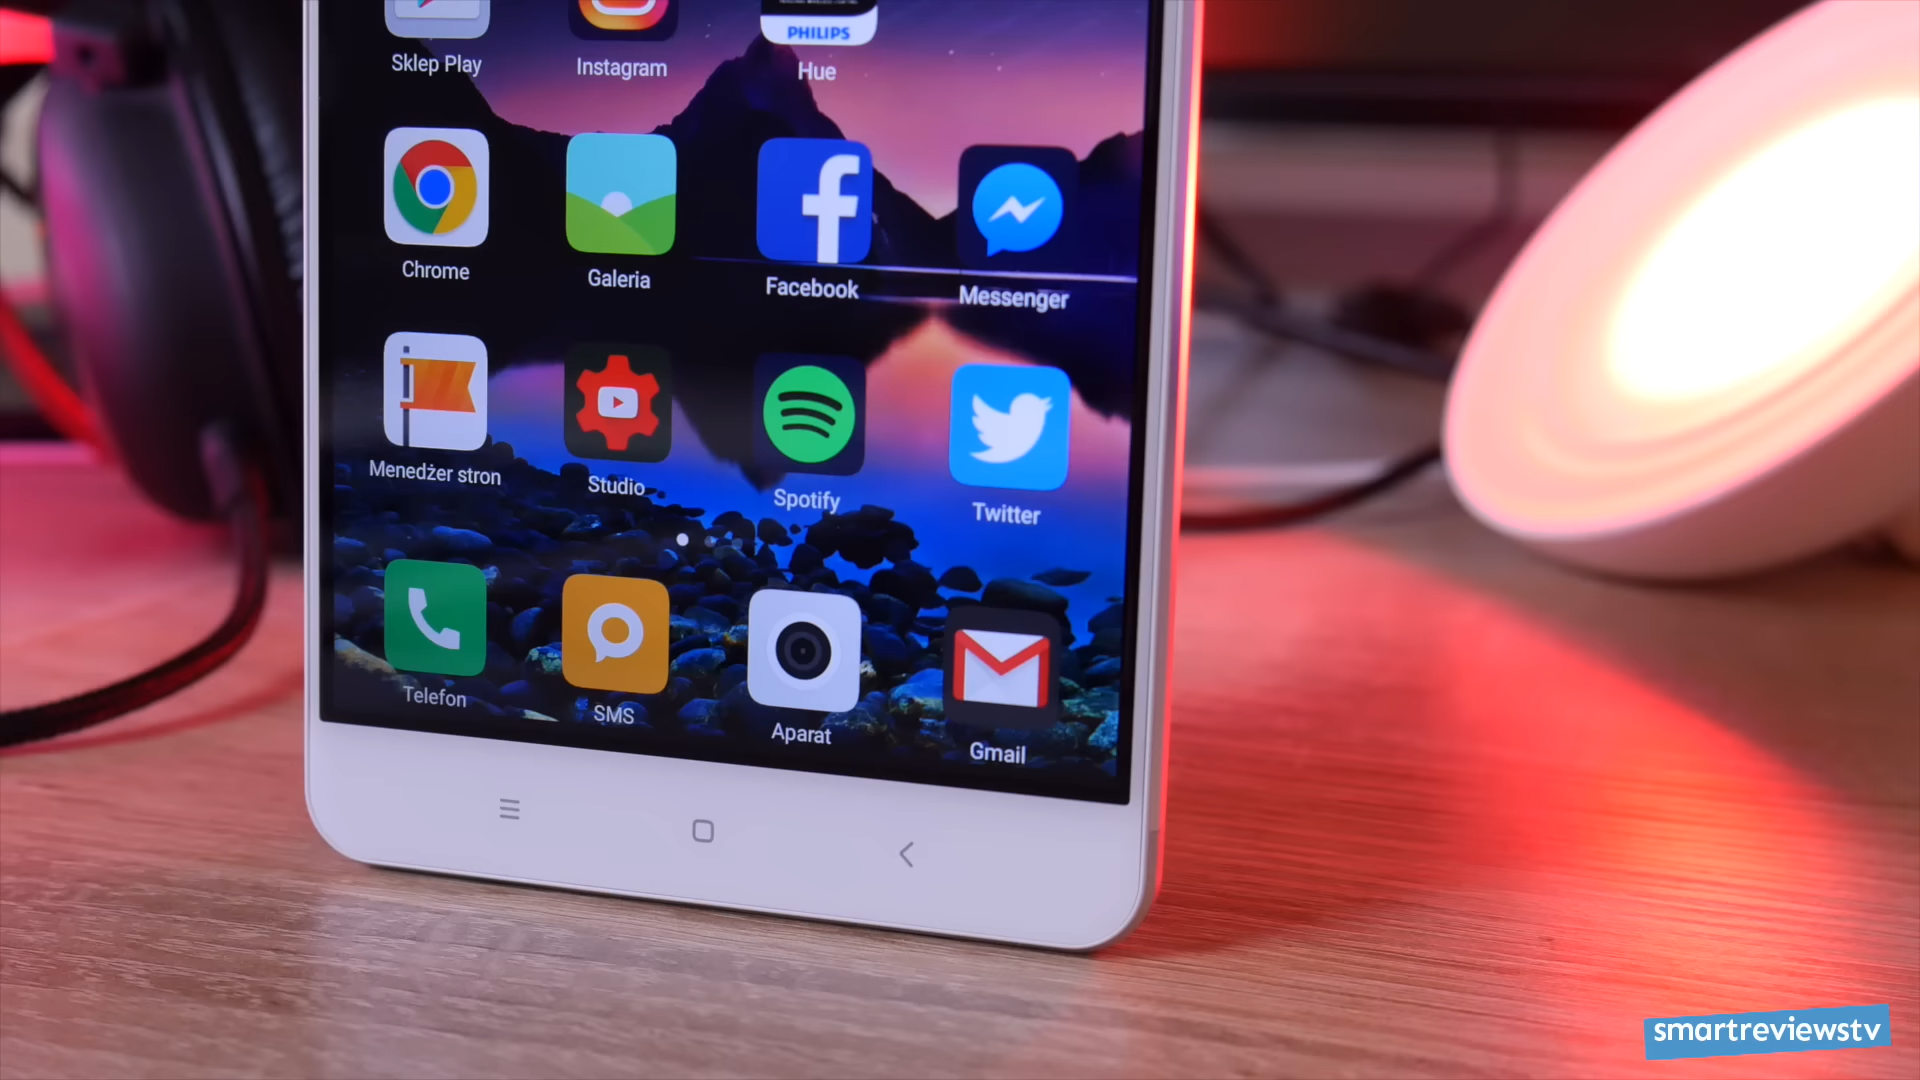 PHILIPS
Sklep Play
Instagram
Hue
Chrome
Galeria
Facebook
Messenger
Menedżer stron
Studio
Spotify
Twitter
Telefon
SMS
Aparat
Gmail
smartreviewstv